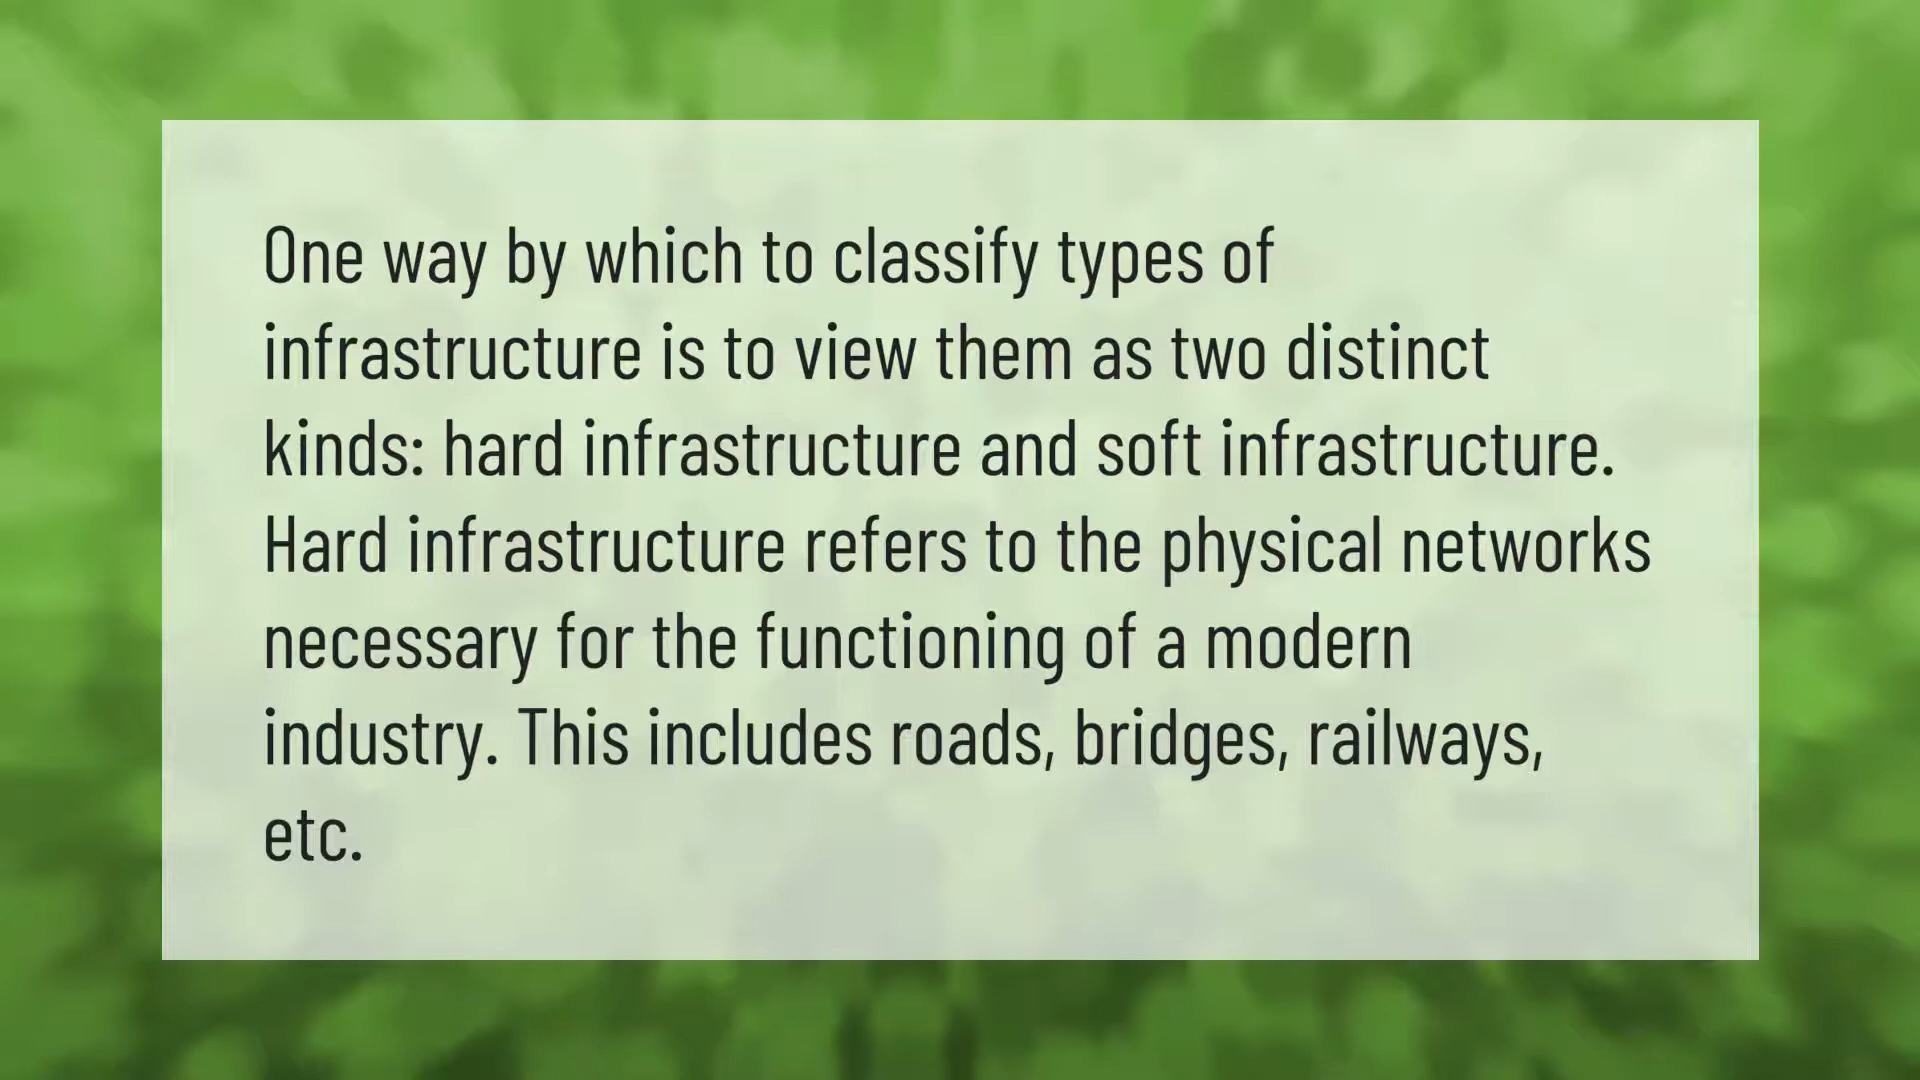 One way by which to classify types of
infrastructure is to view them as two distinct
kinds: hard infrastructure and soft infrastructure.
Hard infrastructure refers to the physical networks
necessary for the functioning of a modern
industry. This includes roads, bridges, railways,
etc.